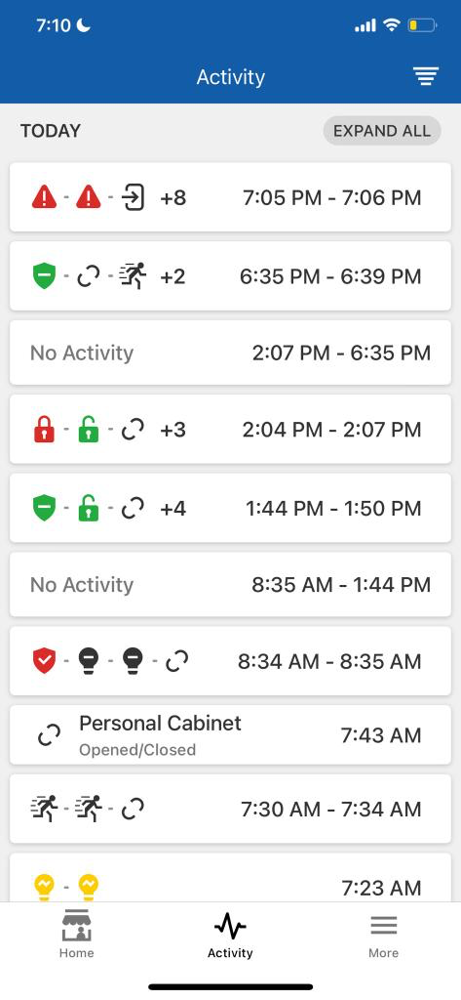 7:10
Activity
TODAY
EXPAND ALL
+8 7:05 PM - 7:06 PM
+2 6:35 PM - 6:39 PM
No Activity 2:07 PM - 6:35 PM
+3 2:04 PM - 2:07 PM
+4 1:44 PM - 1:50 PM
No Activity 8:35 AM - 1:44 PM
8:34 AM - 8:35 AM
Personal Cabinet
Opened/Closed
7:43 AM
7:30 AM - 7:34 AM
7:23 AM
Home Activity More